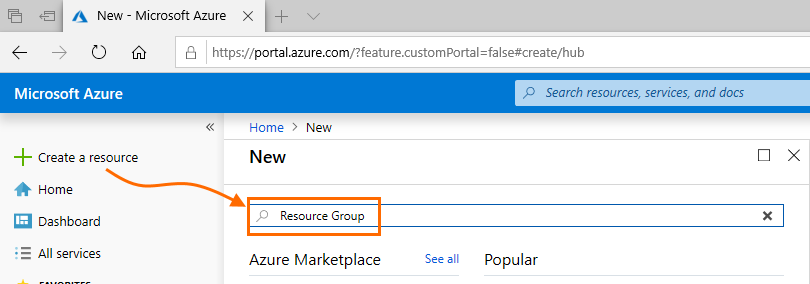 New - Microsoft Azure
https://portal.azure.com/?feature.customPortal=false#create/hub
Microsoft Azure
Search resources, services, and docs
Create a resource
Home
Dashboard
All services
FAVORITES
Home > New
New
Resource Group
Azure Marketplace See all Popular